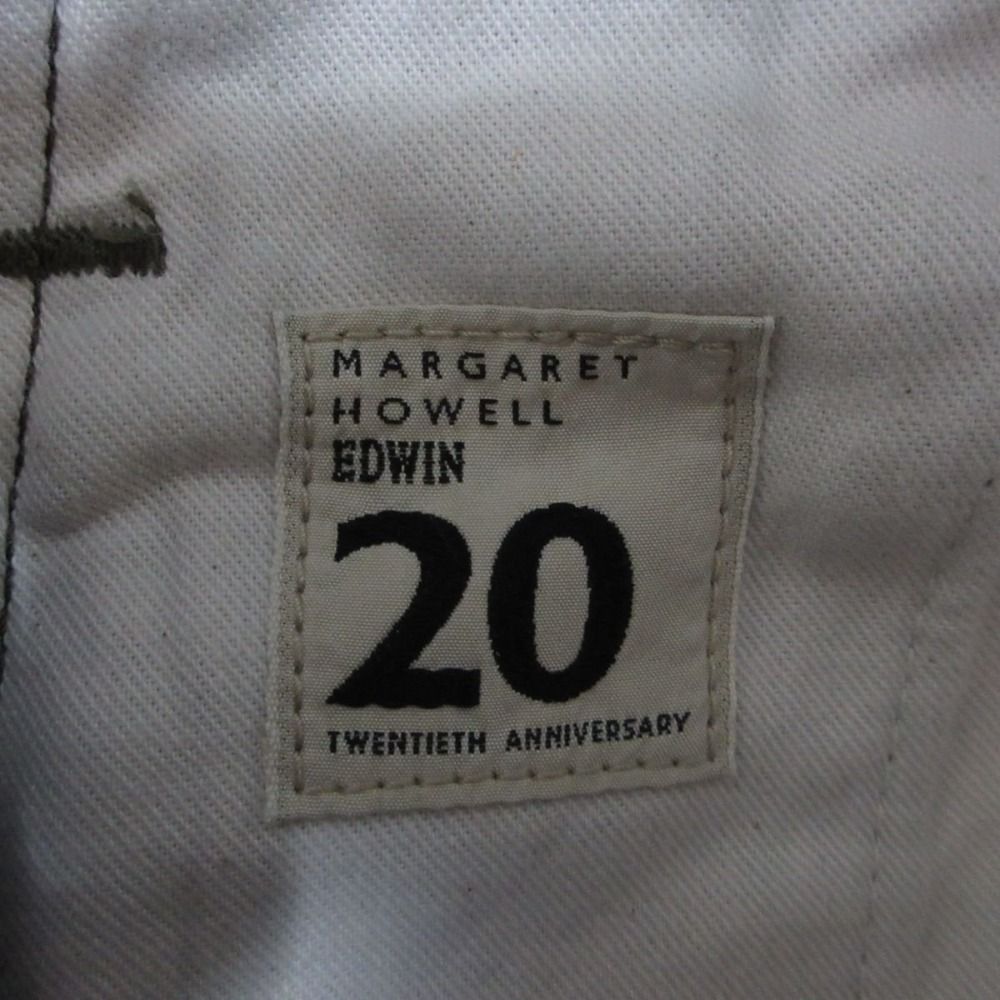 MARGARET
HOWELL
EDWIN
20
TWENTIETH ANNIVERSARY